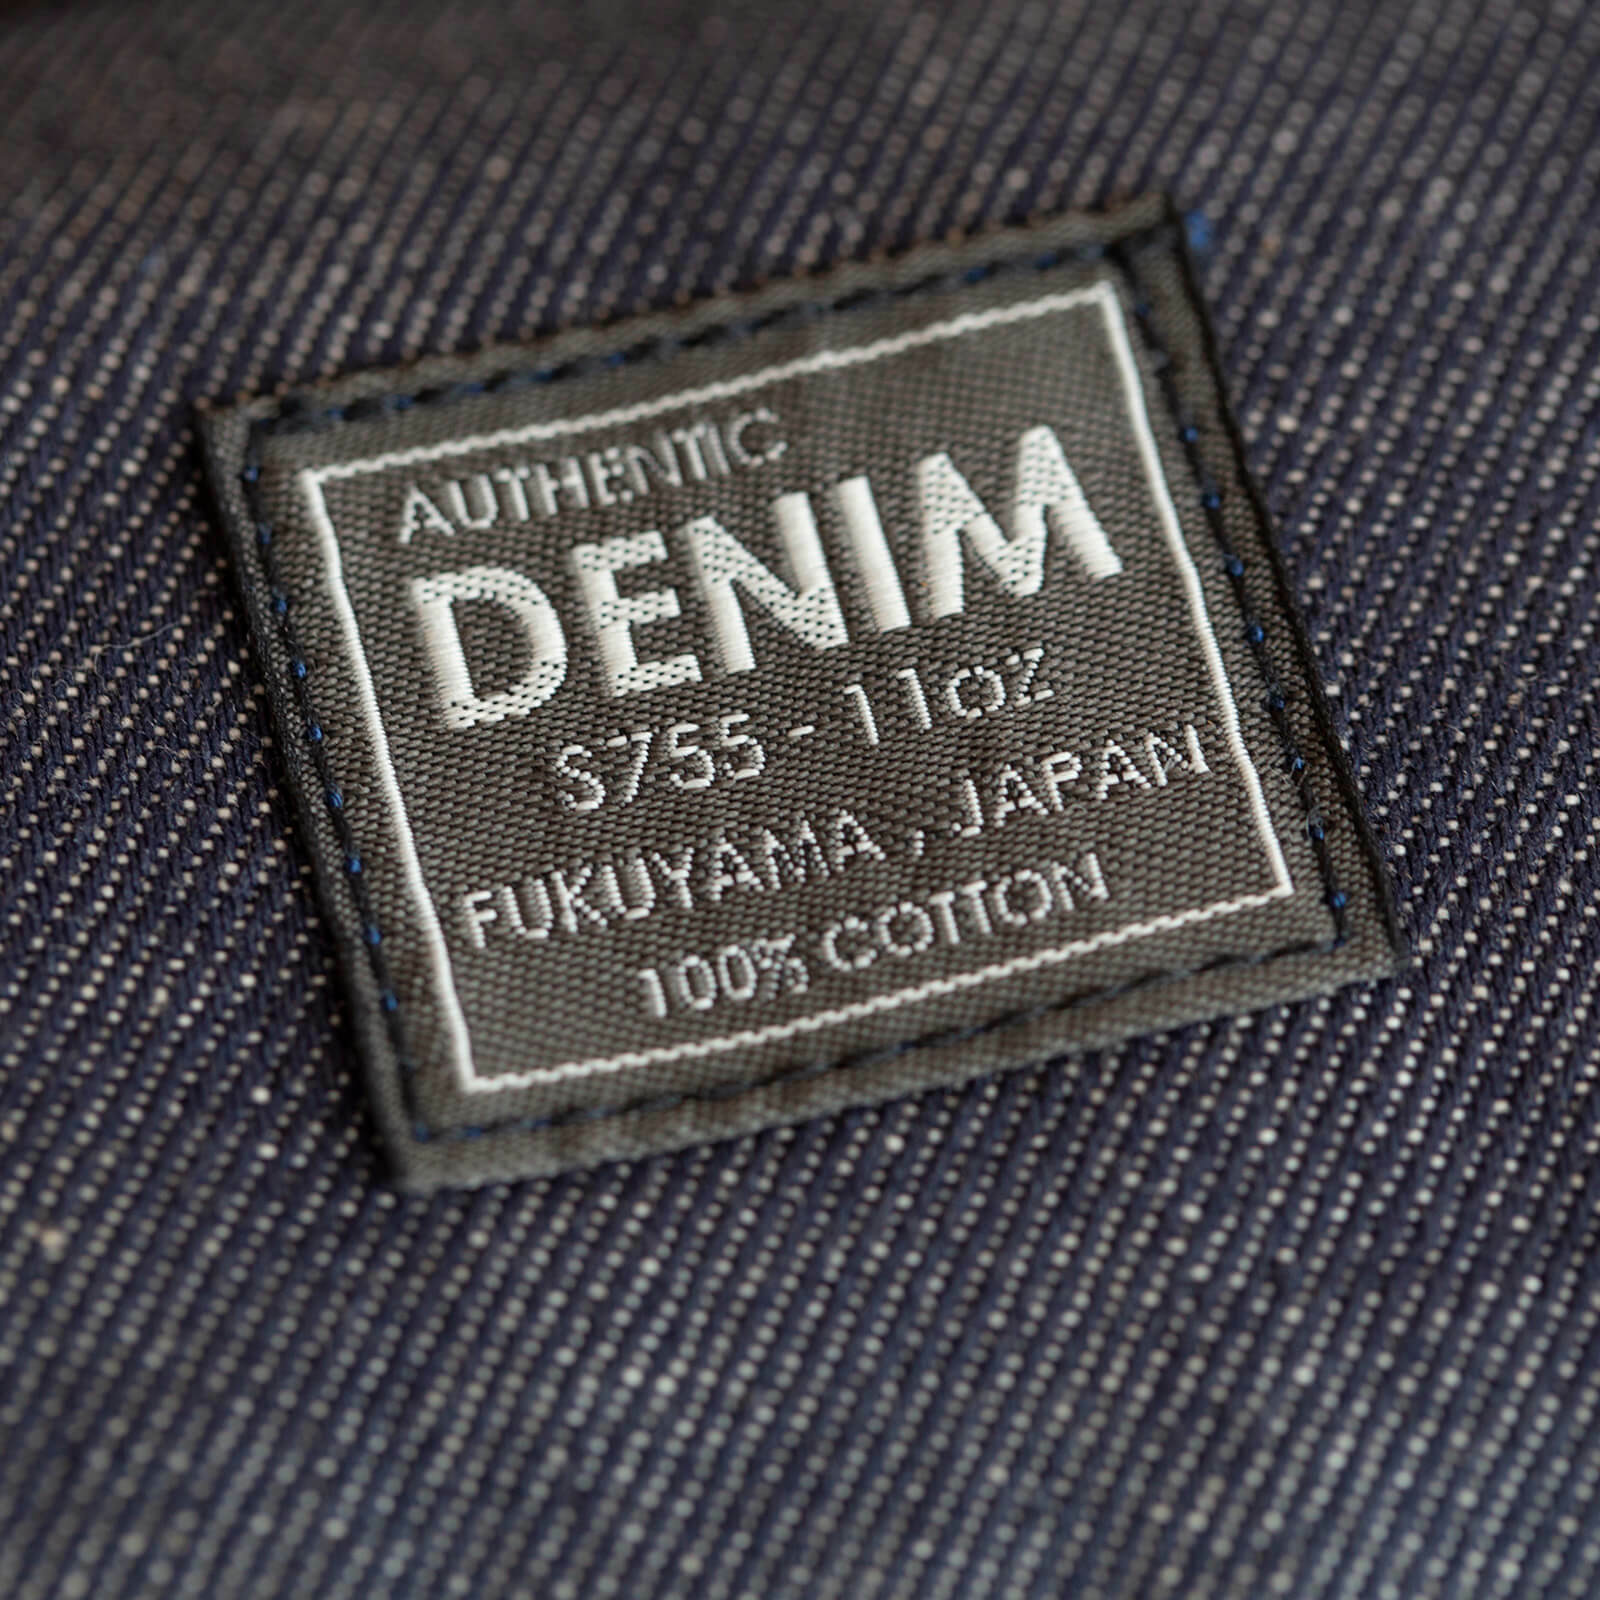 AUTHENTIC
DENIM
S755 - 11OZ
FUKUYAMA , JAPAN
100% COTTON